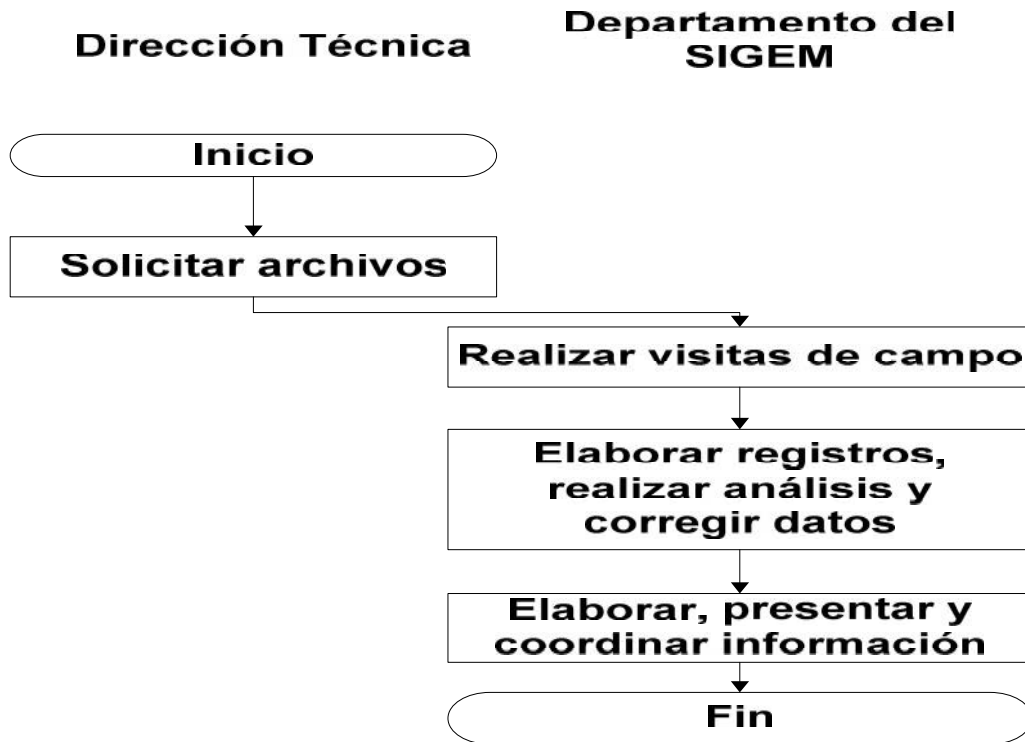 Dirección Técnica
Departamento del
SIGEM
Inicio
Solicitar archivos
Realizar visitas de campo
Elaborar registros,
realizar análisis y
corregir datos
Elaborar, presentar y
coordinar información
Fin